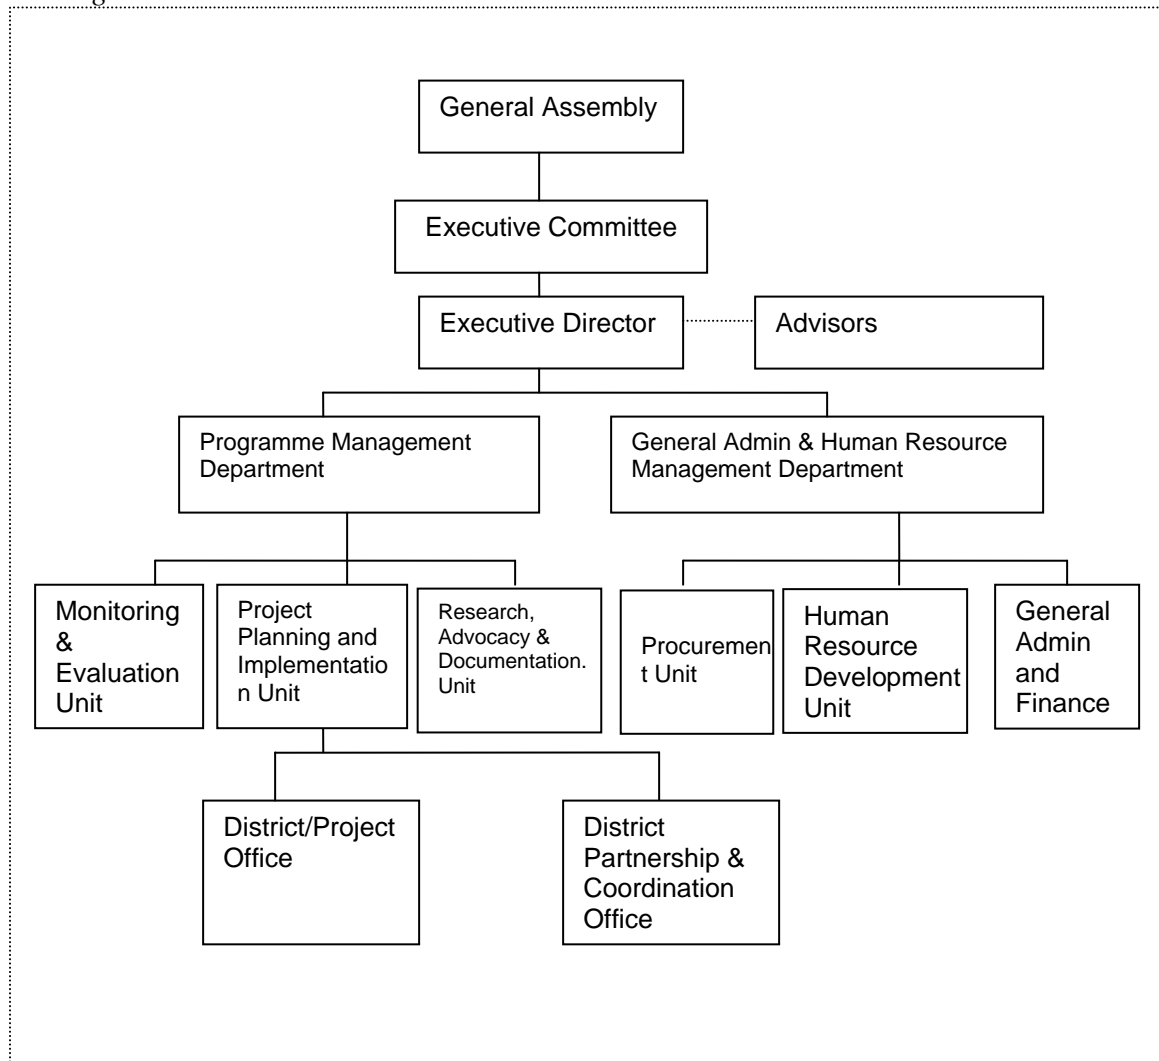 General Assembly
Executive Committee
Executive Director
Advisors
Programme Management
Department
General Admin & Human Resource
Management Department
Monitoring
&
Evaluation
Unit
Project
Planning and
Implementatio
n Unit
Research,
Advocacy &
Documentation.
Unit
Procuremen
t Unit
Human
Resource
Development
Unit
General
Admin
and
Finance
District/Project
Office
District
Partnership &
Coordination
Office